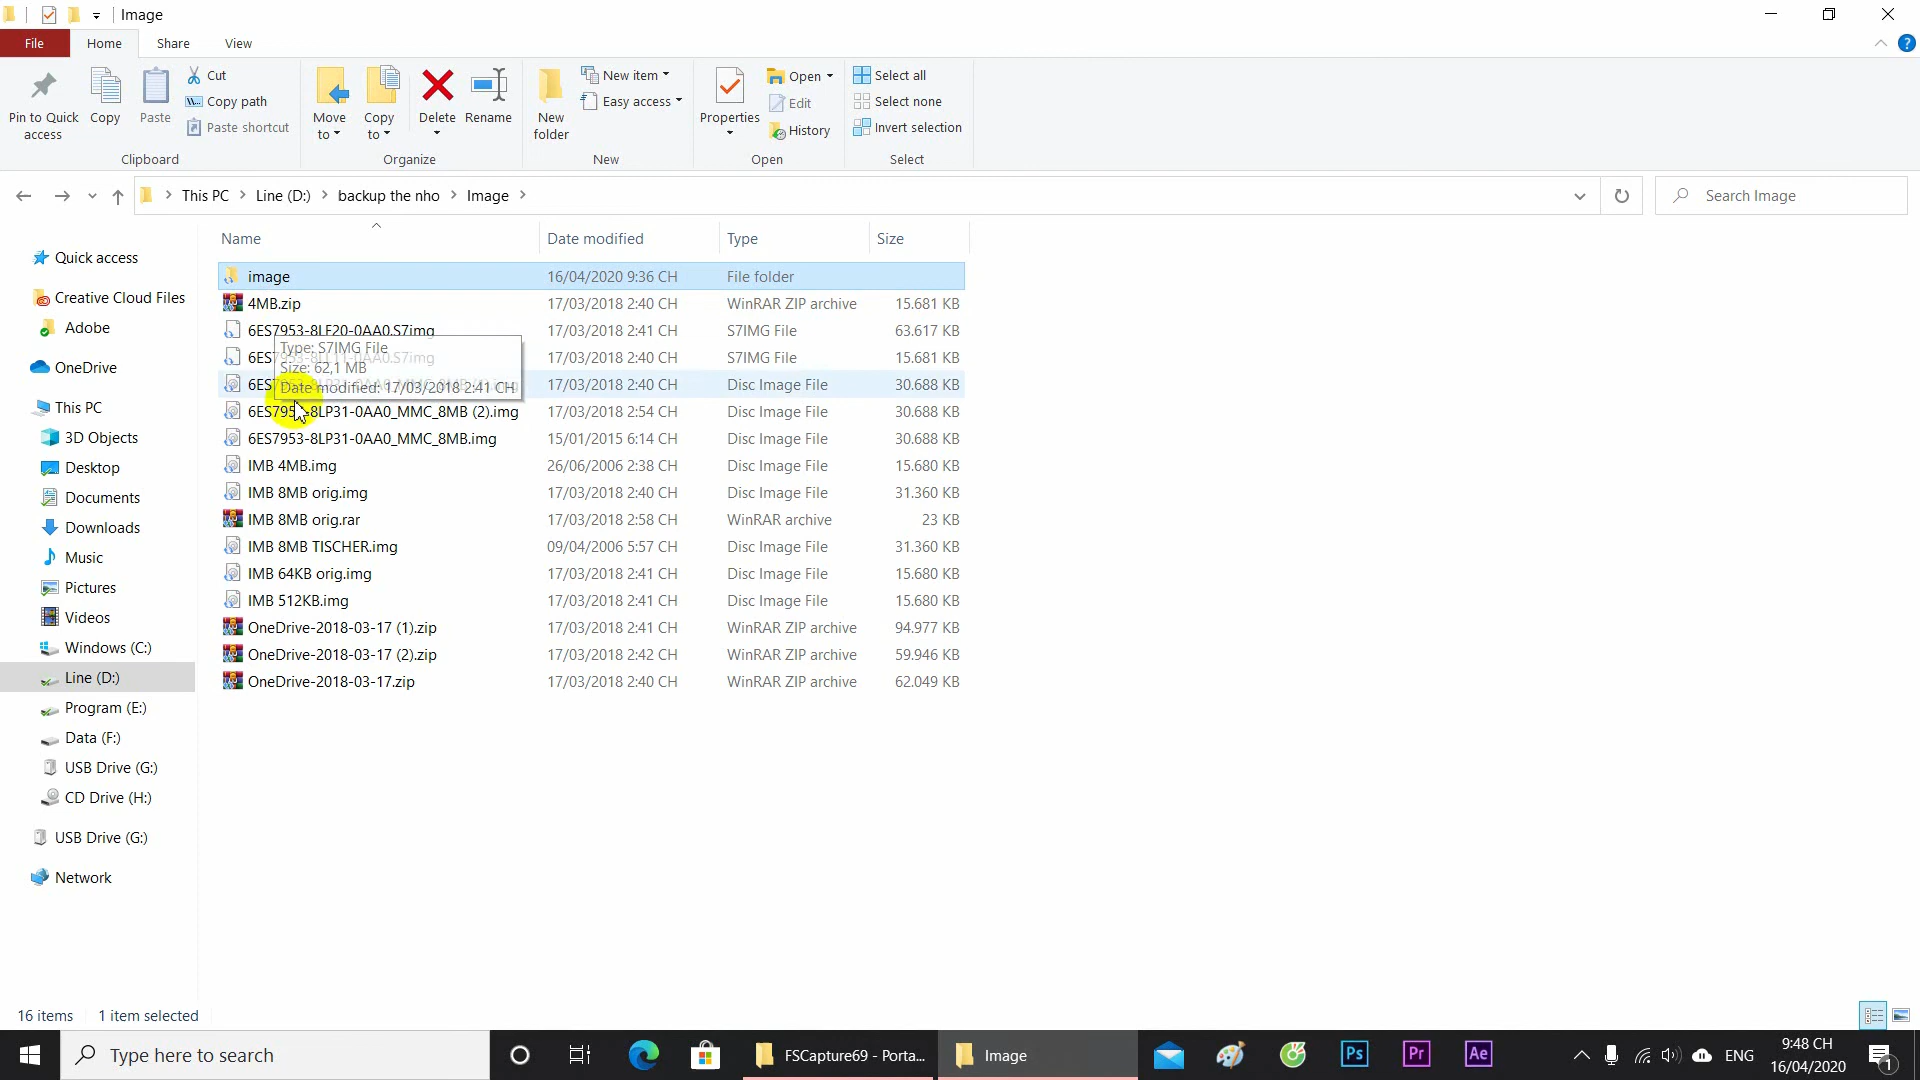 Image
File Home Share View
Pin to Quick access
Copy
Paste
Cut
Copy path
Paste shortcut
Clipboard
Move to
Copy to
Delete
Rename
Organize
New folder
New item
Easy access
New
Properties
Open
Edit
History
Open
Select all
Select none
Invert selection
Select
This PC Line (D:) backup the nho Image
Search Image
Name Date modified Type Size
Quick access
Creative Cloud Files
Adobe
OneDrive
This PC
3D Objects
Desktop
Documents
Downloads
Music
Pictures
Videos
Windows (C:)
Line (D:)
Program (E:)
Data (F:)
USB Drive (G:)
CD Drive (H:)
USB Drive (G:)
Network
image 16/04/2020 9:36 CH File folder
4MB.zip 17/03/2018 2:40 CH WinRAR ZIP archive 15.681 KB
6ES7953-8LF20-0AA0.S7img 17/03/2018 2:41 CH S7IMG File 63.617 KB
6ES7953-8LL11-0AA0.S7img 17/03/2018 2:40 CH S7IMG File 15.681 KB
6ES7 17/03/2018 2:40 CH Disc Image File 30.688 KB
6ES7953-8LP31-0AA0_MMC_8MB (2).img 17/03/2018 2:54 CH Disc Image File 30.688 KB
6ES7953-8LP31-0AA0_MMC_8MB.img 15/01/2015 6:14 CH Disc Image File 30.688 KB
IMB 4MB.img 26/06/2006 2:38 CH Disc Image File 15.680 KB
IMB 8MB orig.img 17/03/2018 2:40 CH Disc Image File 31.360 KB
IMB 8MB orig.rar 17/03/2018 2:58 CH WinRAR archive 23 KB
IMB 8MB TISCHER.img 09/04/2006 5:57 CH Disc Image File 31.360 KB
IMB 64KB orig.img 17/03/2018 2:41 CH Disc Image File 15.680 KB
IMB 512KB.img 17/03/2018 2:41 CH Disc Image File 15.680 KB
OneDrive-2018-03-17 (1).zip 17/03/2018 2:41 CH WinRAR ZIP archive 94.977 KB
OneDrive-2018-03-17 (2).zip 17/03/2018 2:42 CH WinRAR ZIP archive 59.946 KB
OneDrive-2018-03-17.zip 17/03/2018 2:40 CH WinRAR ZIP archive 62.049 KB
Type: S7IMG File
Size: 62,1 MB
Date modified: 17/03/2018 2:41 CH
16 items 1 item selected
Type here to search
FSCapture69 - Porta...
Image
Ps
Pr
Ae
ENG
9:48 CH
16/04/2020
1